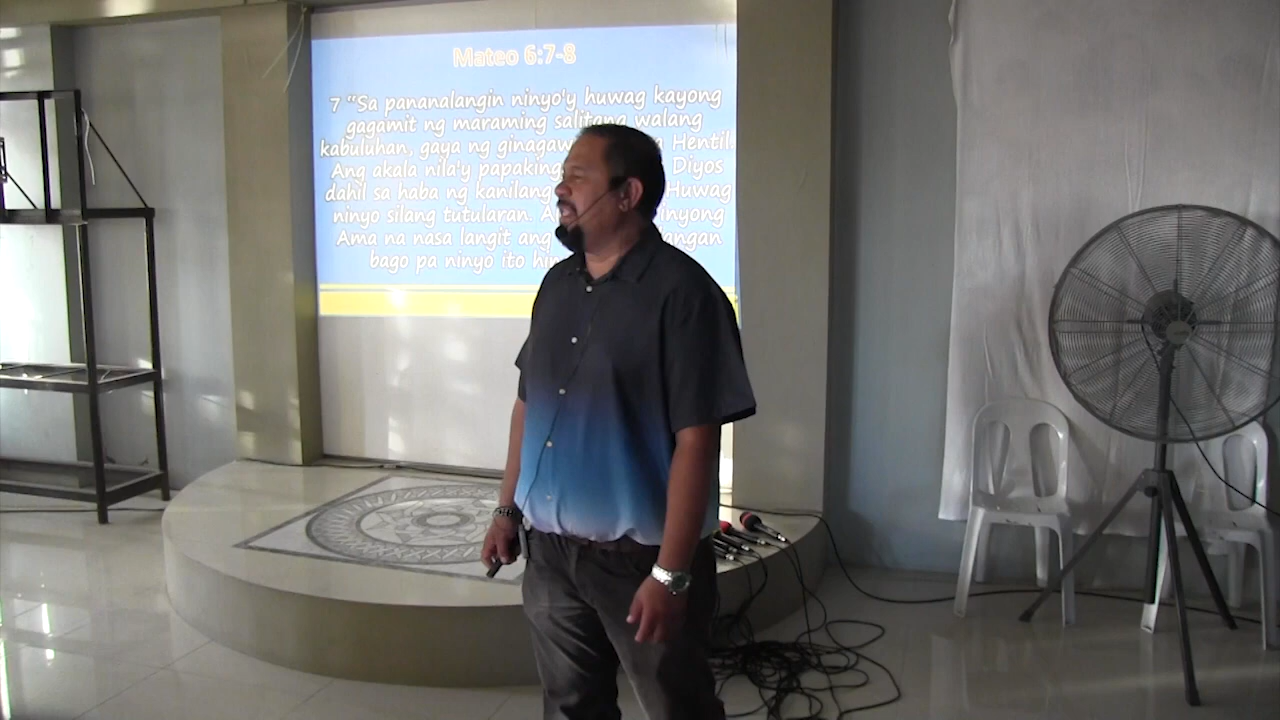 Mateo 6:7-8
7 “Sa pananalangin ninyo'y huwag kayong
gagamit ng maraming salitang walang
kabuluhan, gaya ng Hentil.
Ang akala nila'y Diyos
dahil sa haba ng kanilang Huwag
ninyo silang tutularan.
Ama na nasa langit ang
bago pa ninyo ito